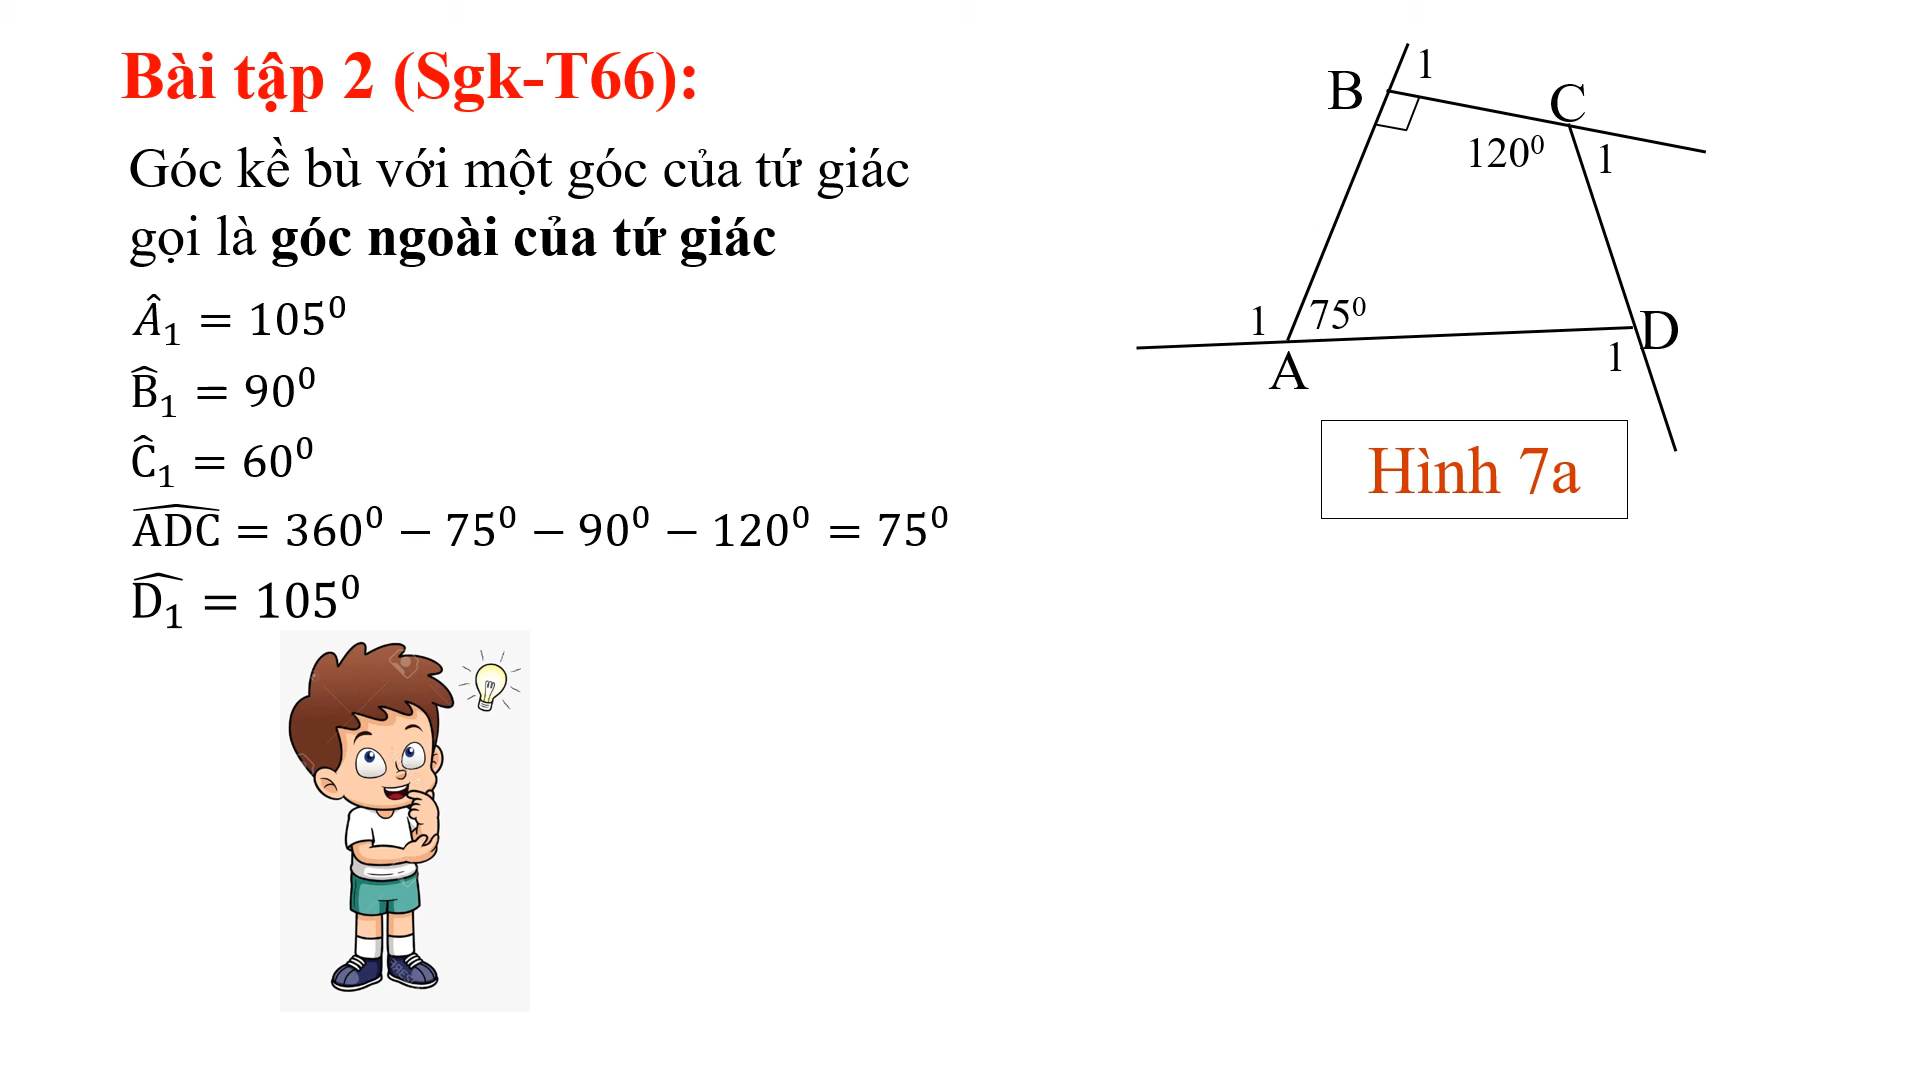 Bài tập 2 (Sgk-T66):
Góc kề bù với một góc của tứ giác
gọi là góc ngoài của tứ giác
Â₁ = 105⁰
B̂₁ = 90⁰
Ĉ₁ = 60⁰
ADC = 360⁰ − 75⁰ − 90⁰ − 120⁰ = 75⁰
D̂₁ = 105⁰
B
1
C
120⁰
1
1
75⁰
D
1
A
Hình 7a